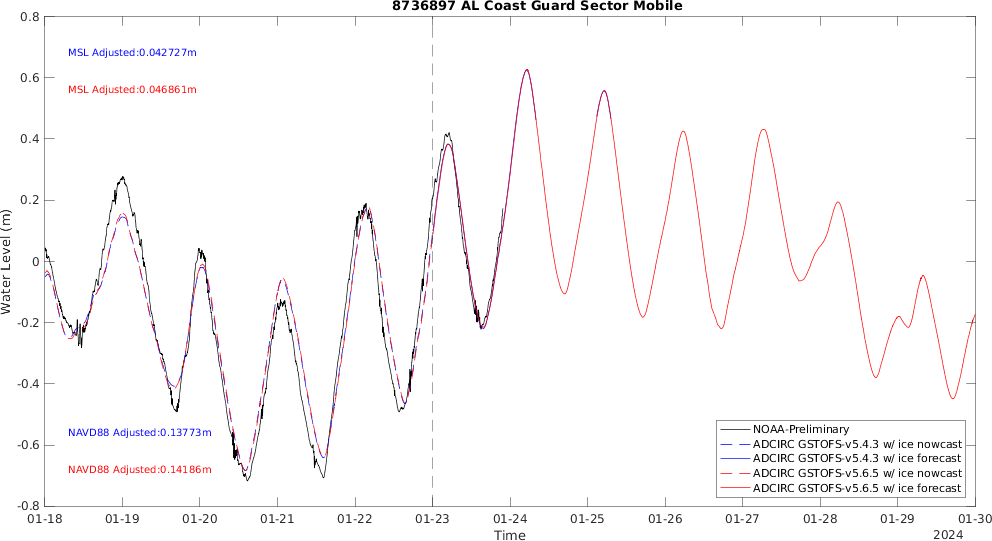 8736897 AL Coast Guard Sector Mobile
MSL Adjusted:0.042727m
MSL Adjusted:0.046861m
NAVD88 Adjusted:0.13773m
NAVD88 Adjusted:0.14186m
Water Level (m)
0.8
0.6
0.4
0.2
0
-0.2
-0.4
-0.6
-0.8
NOAA-Preliminary
ADCIRC GSTOFS-v5.4.3 w/ ice nowcast
ADCIRC GSTOFS-v5.4.3 w/ ice forecast
ADCIRC GSTOFS-v5.6.5 w/ ice nowcast
ADCIRC GSTOFS-v5.6.5 w/ ice forecast
01-18 01-19 01-20 01-21 01-22 01-23 01-24 01-25 01-26 01-27 01-28 01-29 01-30
Time
2024